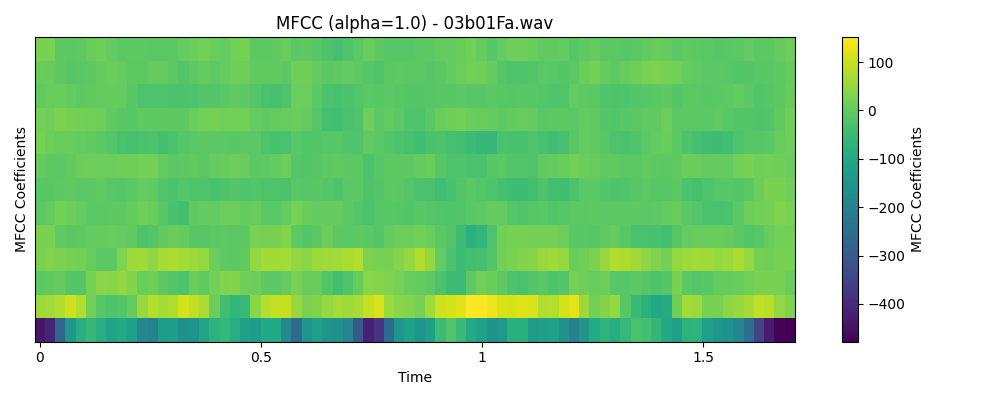 MFCC (alpha=1.0) - 03b01Fa.wav
MFCC Coefficients
0
0.5
1
1.5
Time
100
0
−100
−200
−300
−400
MFCC Coefficients